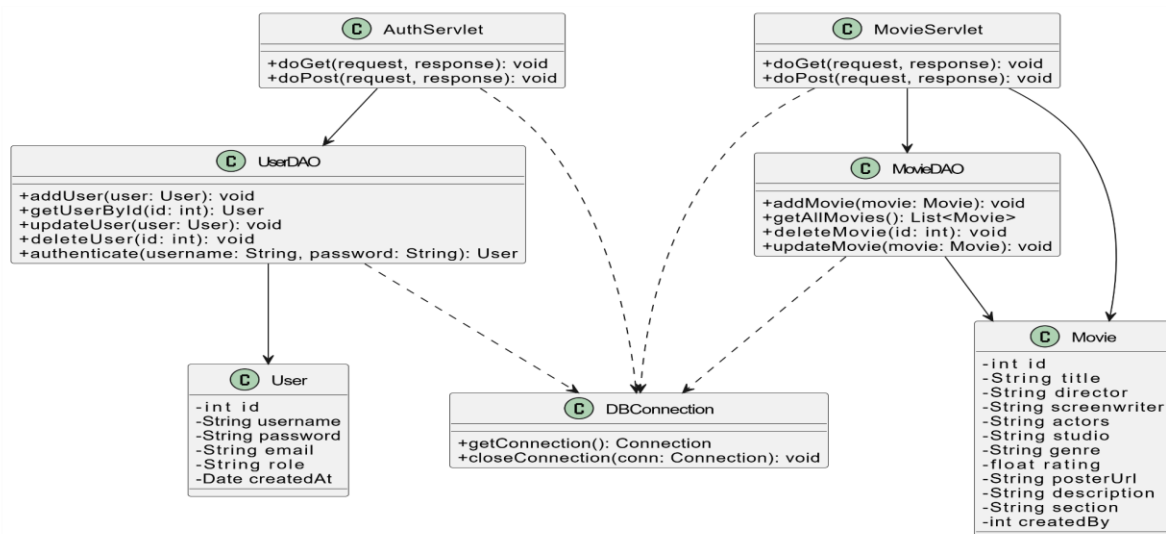 C AuthServlet
+doGet(request, response): void
+doPost(request, response): void
C MovieServlet
+doGet(request, response): void
+doPost(request, response): void
C UserDAO
+addUser(user: User): void
+getUserById(id: int): User
+updateUser(user: User): void
+deleteUser(id: int): void
+authenticate(username: String, password: String): User
C MovieDAO
+addMovie(movie: Movie): void
+getAllMovies(): List<Movie>
+deleteMovie(id: int): void
+updateMovie(movie: Movie): void
C User
-int id
-String username
-String password
-String email
-String role
-Date createdAt
C DBConnection
+getConnection(): Connection
+closeConnection(conn: Connection): void
C Movie
-int id
-String title
-String director
-String screenwriter
-String actors
-String studio
-String genre
-float rating
-String posterUrl
-String description
-String section
-int createdBy